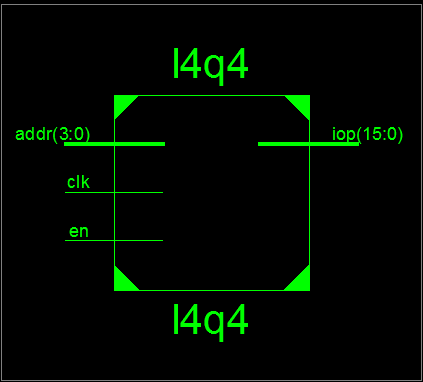 l4q4
addr(3:0)
iop(15:0)
clk
en
l4q4